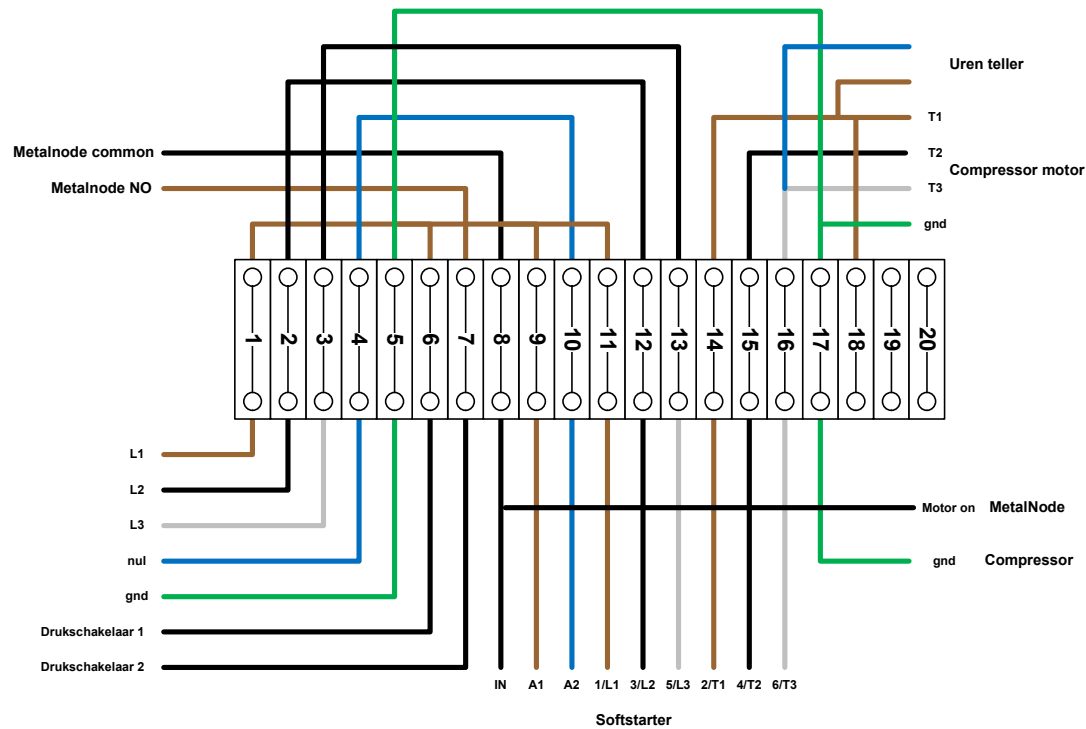 Uren teller
T1
Metalnode common
T2
Compressor motor
Metalnode NO
T3
gnd
1 2 3 4 5 6 7 8 9 10 11 12 13 14 15 16 17 18 19 20
L1
L2
Motor on MetalNode
L3
nul
gnd Compressor
gnd
Drukschakelaar 1
Drukschakelaar 2
IN A1 A2 1/L1 3/L2 5/L3 2/T1 4/T2 6/T3
Softstarter